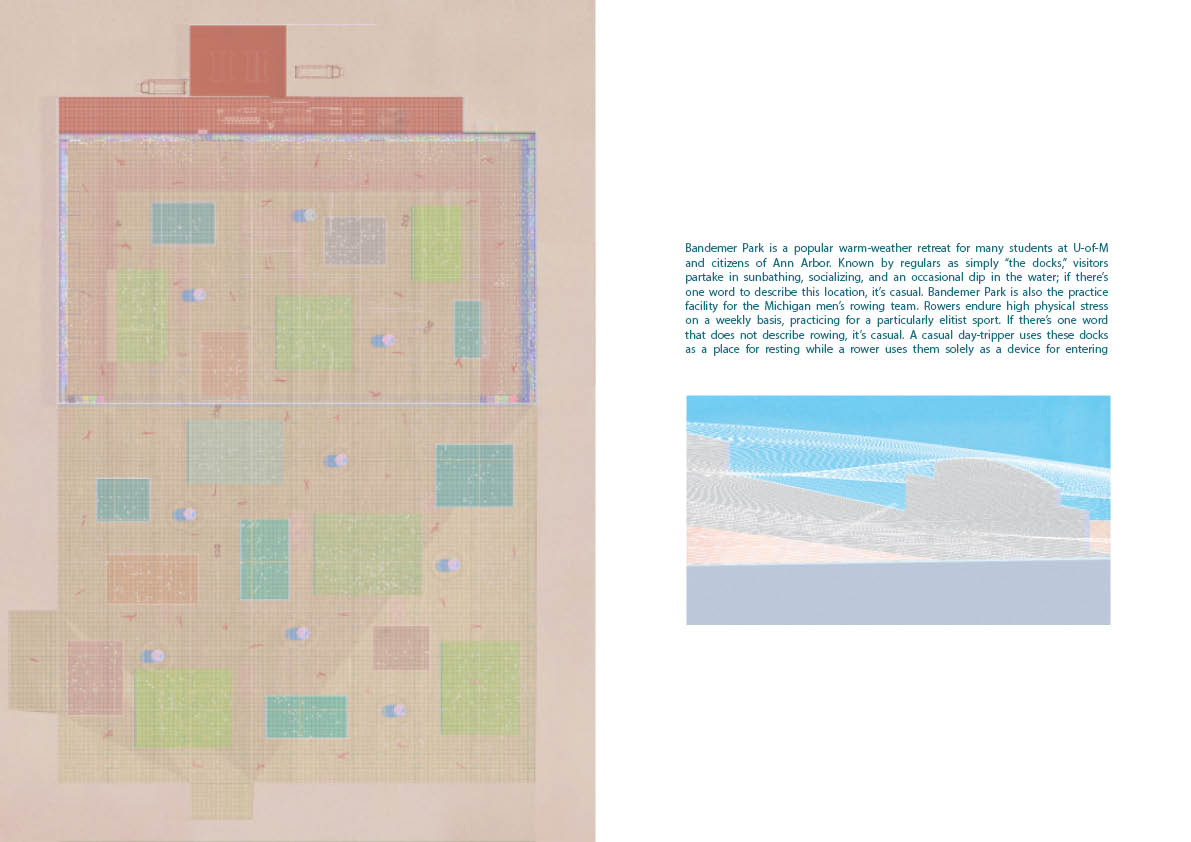 Bandemer Park is a popular warm-weather retreat for many students at U-of-M
and citizens of Ann Arbor. Known by regulars as simply “the docks,” visitors
partake in sunbathing, socializing, and an occasional dip in the water; if there’s
one word to describe this location, it’s casual. Bandemer Park is also the practice
facility for the Michigan men’s rowing team. Rowers endure high physical stress
on a weekly basis, practicing for a particularly elitist sport. If there’s one word
that does not describe rowing, it’s casual. A casual day-tripper uses these docks
as a place for resting while a rower uses them solely as a device for entering